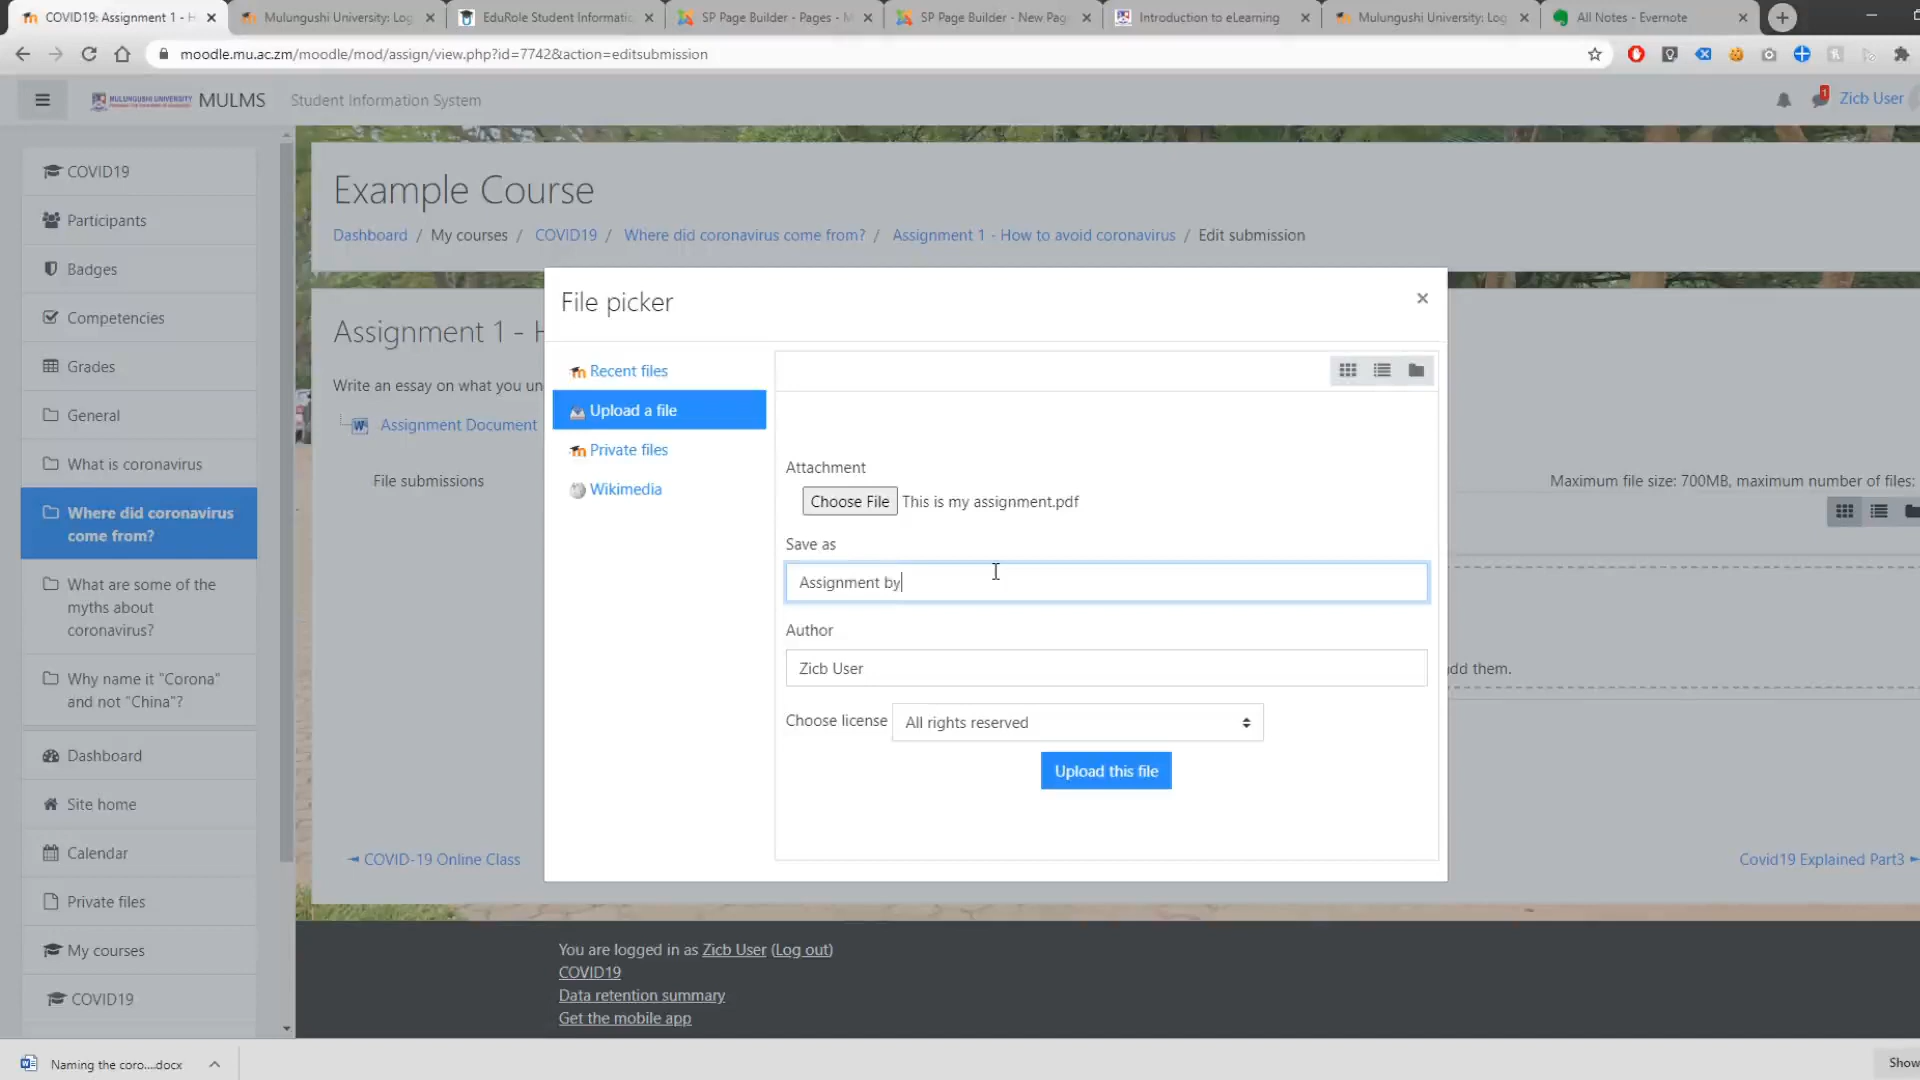 COVID19: Assignment 1 - H
Mulungushi University: Log
EduRole Student Informatic
SP Page Builder - Pages - M
SP Page Builder - New Pag
Introduction to eLearning
Mulungushi University: Log
All Notes - Evernote
moodle.mu.ac.zm/moodle/mod/assign/view.php?id=7742&action=editsubmission
MULUNGUSHI UNIVERSITY
MULMS
Student Information System
1
Zicb User
COVID19
Participants
Badges
Competencies
Grades
General
What is coronavirus
Where did coronavirus
come from?
What are some of the
myths about
coronavirus?
Why name it "Corona"
and not "China"?
Dashboard
Site home
Calendar
Private files
My courses
COVID19
Example Course
Dashboard / My courses / COVID19 / Where did coronavirus come from? / Assignment 1 - How to avoid coronavirus / Edit submission
Assignment 1 - H
Write an essay on what you un
Assignment Document
File submissions
Maximum file size: 700MB, maximum number of files:
File picker
×
Recent files
Upload a file
Private files
Wikimedia
Attachment
Choose File This is my assignment.pdf
Save as
Assignment by
Author
Zicb User
Choose license All rights reserved
Upload this file
dd them.
◄ COVID-19 Online Class
Covid19 Explained Part3 ►
You are logged in as Zicb User (Log out)
COVID19
Data retention summary
Get the mobile app
Naming the coro....docx
Show